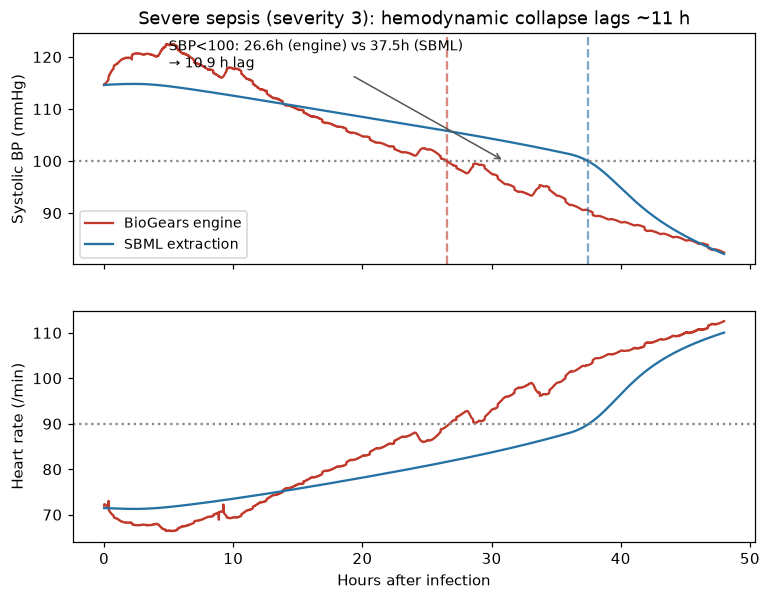 Severe sepsis (severity 3): hemodynamic collapse lags ~11 h
SBP<100: 26.6h (engine) vs 37.5h (SBML)
→ 10.9 h lag
120
110
100
90
Systolic BP (mmHg)
BioGears engine
SBML extraction
110
100
90
80
70
Heart rate (/min)
0 10 20 30 40 50
Hours after infection